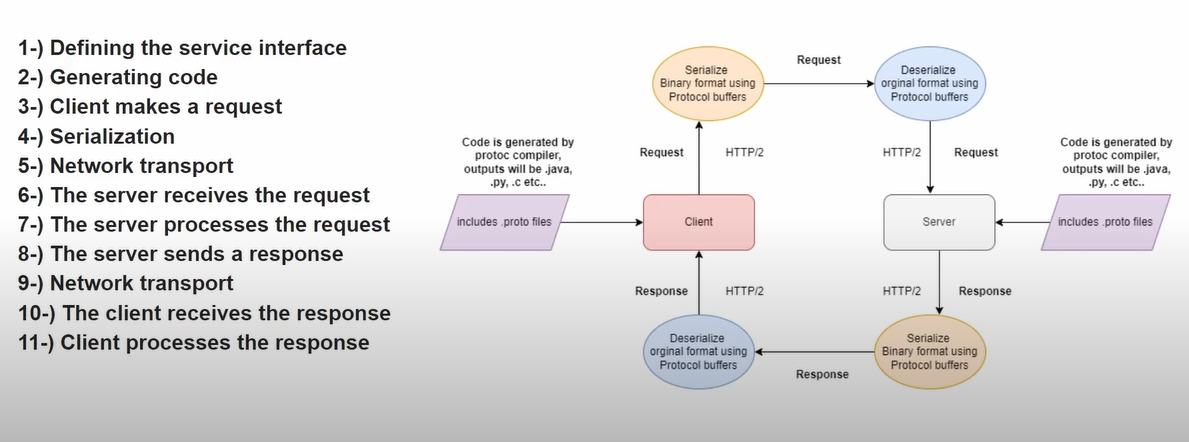 1-) Defining the service interface
2-) Generating code
3-) Client makes a request
4-) Serialization
5-) Network transport
6-) The server receives the request
7-) The server processes the request
8-) The server sends a response
9-) Network transport
10-) The client receives the response
11-) Client processes the response
Serialize
Binary format using
Protocol buffers
Request
Deserialize
orginal format using
Protocol buffers
Code is generated by
protoc compiler,
outputs will be .java,
.py, .c etc..
Request
HTTP/2
HTTP/2
Request
Code is generated by
protoc compiler,
outputs will be .java,
.py, .c etc..
includes .proto files
Client
Server
includes .proto files
Response
HTTP/2
HTTP/2
Response
Deserialize
orginal format using
Protocol buffers
Response
Serialize
Binary format using
Protocol buffers